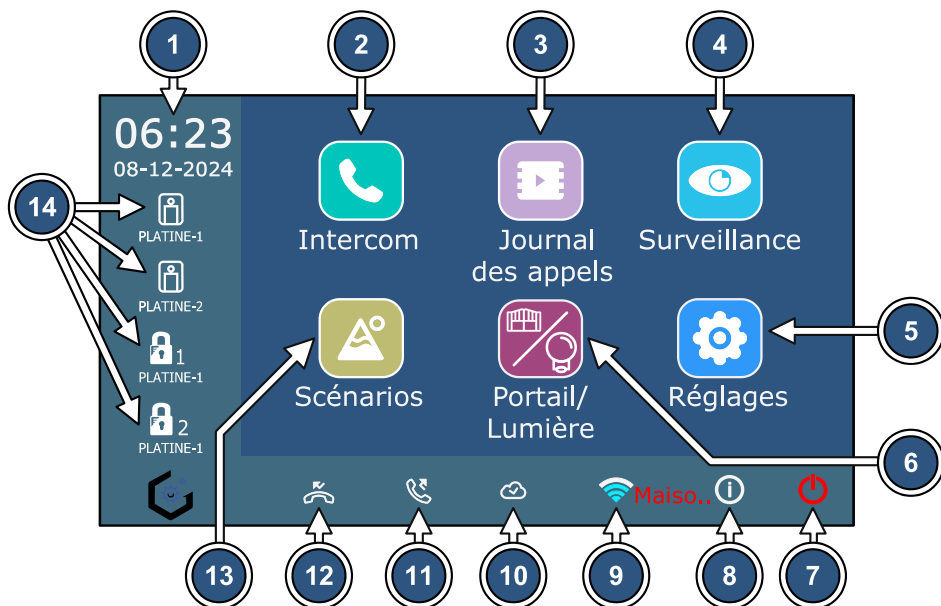 1
2
3
4
06:23
08-12-2024
14
PLATINE-1
Intercom
Journal
des appels
Surveillance
PLATINE-2
5
1
PLATINE-1
Scénarios
Portail/
Lumière
Réglages
2
PLATINE-1
6
Maiso..
i
13
12
11
10
9
8
7